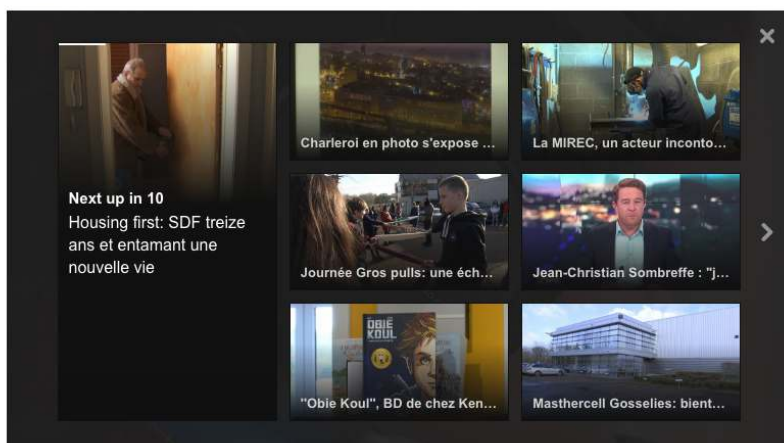 Next up in 10
Housing first: SDF treize
ans et entamant une
nouvelle vie
Charleroi en photo s'expose ...
La MIREC, un acteur inconto...
Journée Gros pulls: une éch...
Jean-Christian Sombreffe : "j...
OBIE
KOUL
"Obie Koul", BD de chez Ken...
Masthercell Gosselies: bient...